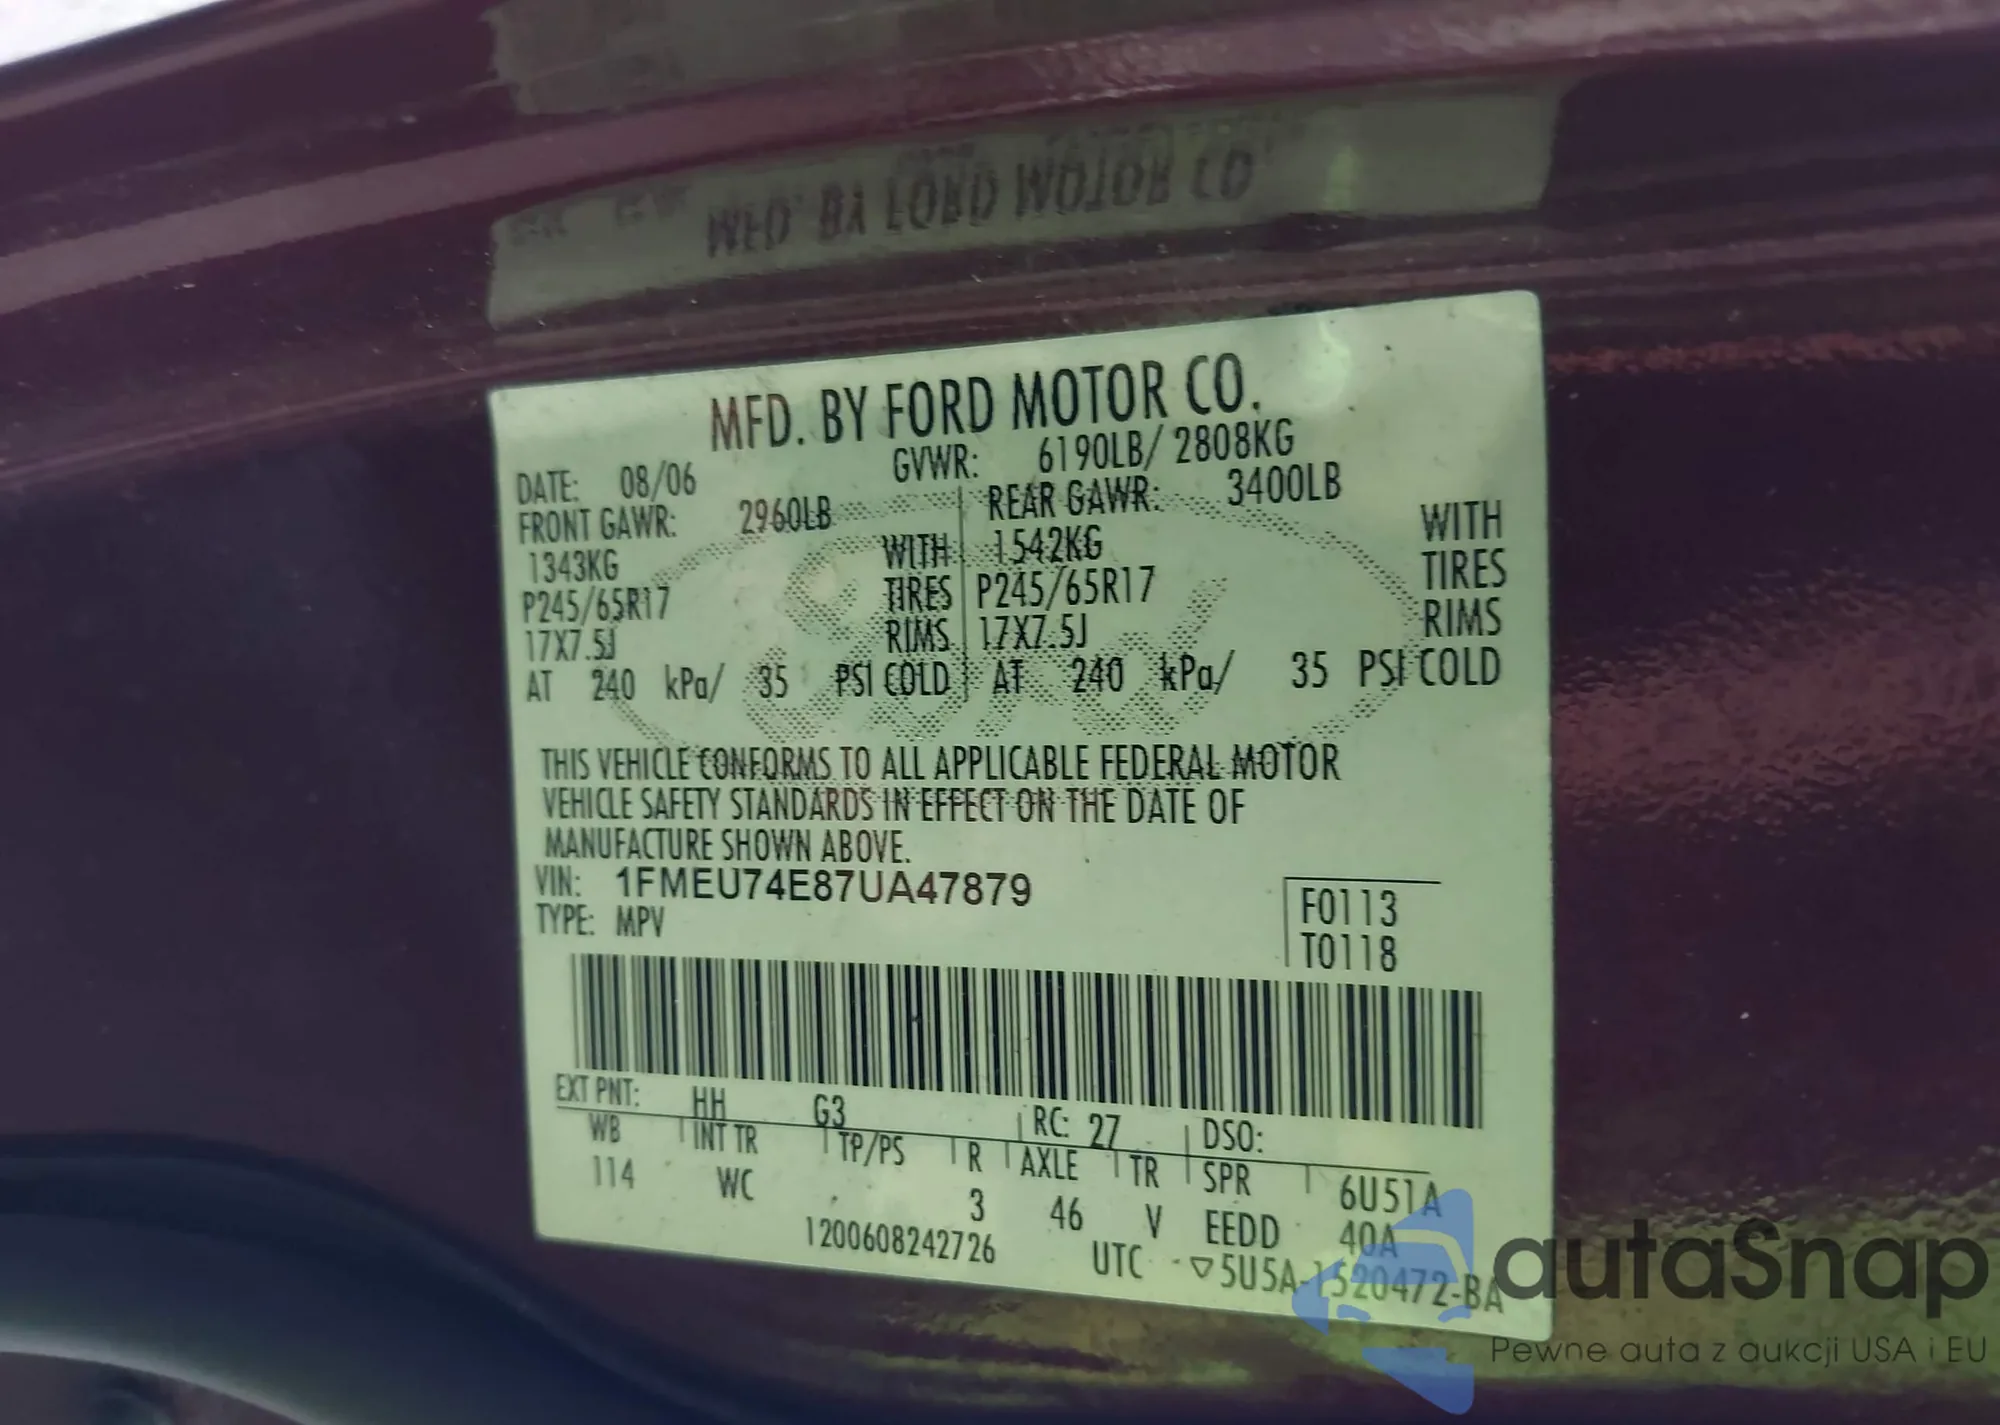 MFD. BY FORD MOTOR CO.
DATE: 08/06 GVWR: 6190LB/ 2808KG
FRONT GAWR: 2960LB REAR GAWR: 3400LB
1343KG WITH 1542KG WITH
P245/65R17 TIRES P245/65R17 TIRES
17X7.5J RIMS 17X7.5J RIMS
AT 240 kPa/ 35 PSI COLD AT 240 kPa/ 35 PSI COLD
THIS VEHICLE CONFORMS TO ALL APPLICABLE FEDERAL MOTOR
VEHICLE SAFETY STANDARDS IN EFFECT ON THE DATE OF
MANUFACTURE SHOWN ABOVE.
VIN: 1FMEU74E87UA47879 F0113
TYPE: MPV T0118
EXT PNT: HH G3 RC: 27 DSO:
WB INT TR TP/PS R AXLE TR SPR 6U51A
114 WC 3 46 V EEDD 40A
1200608242726 UTC ▽5U5A-1520472-BA
autaSnap
Pewne auta z aukcji USA i EU